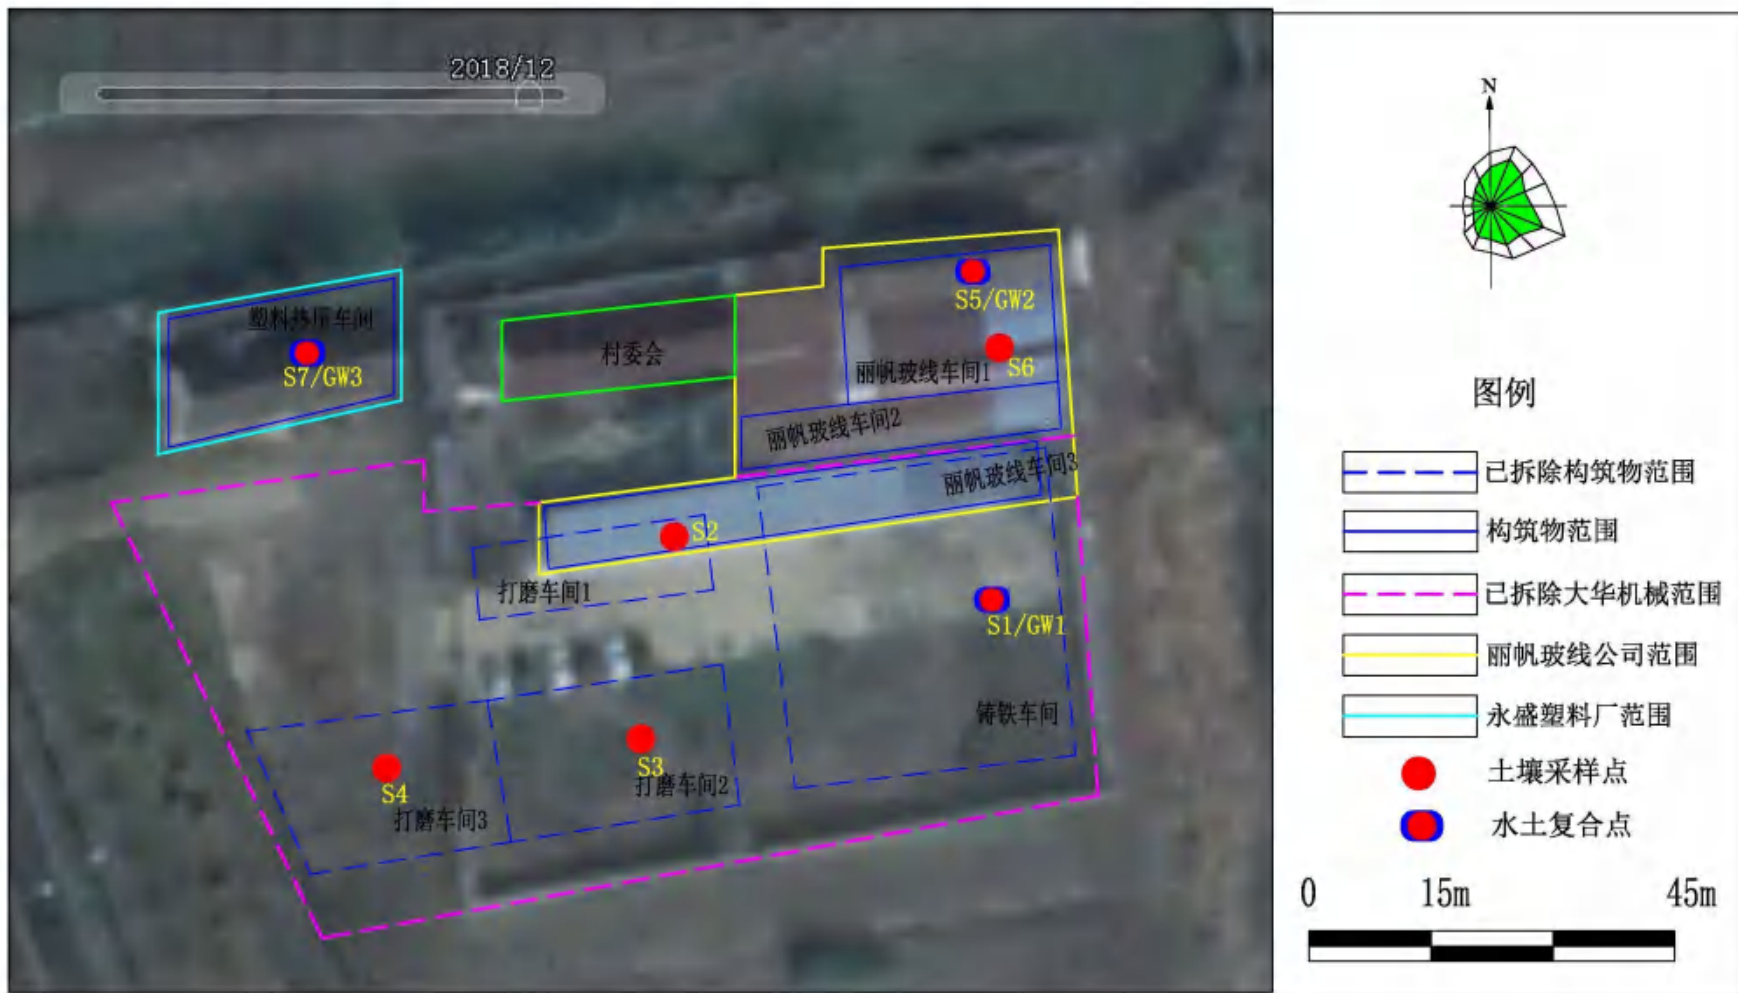 2018/12
N
塑料热压车间
S7/GW3
村委会
S5/GW2
S6
丽帆玻线车间1
丽帆玻线车间2
丽帆玻线车间3
S2
打磨车间1
S1/GW1
铸铁车间
S3
打磨车间2
S4
打磨车间3
图例
已拆除构筑物范围
构筑物范围
已拆除大华机械范围
丽帆玻线公司范围
永盛塑料厂范围
土壤采样点
水土复合点
0 15m 45m